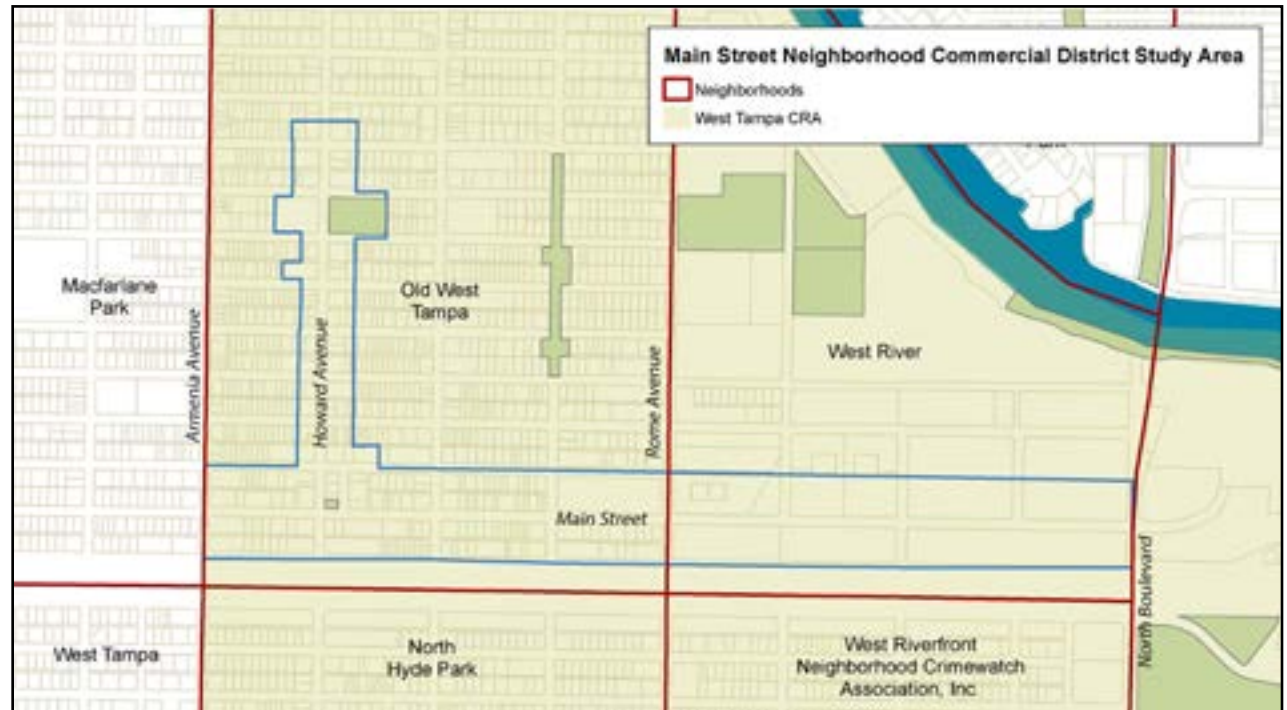 Main Street Neighborhood Commercial District Study Area
Neighborhoods
West Tampa CRA
Macfarlane
Park
Armenia Avenue
Howard Avenue
Old West
Tampa
Rome Avenue
West River
Main Street
North Boulevard
West Tampa
North
Hyde Park
West Riverfront
Neighborhood Crimewatch
Association, Inc